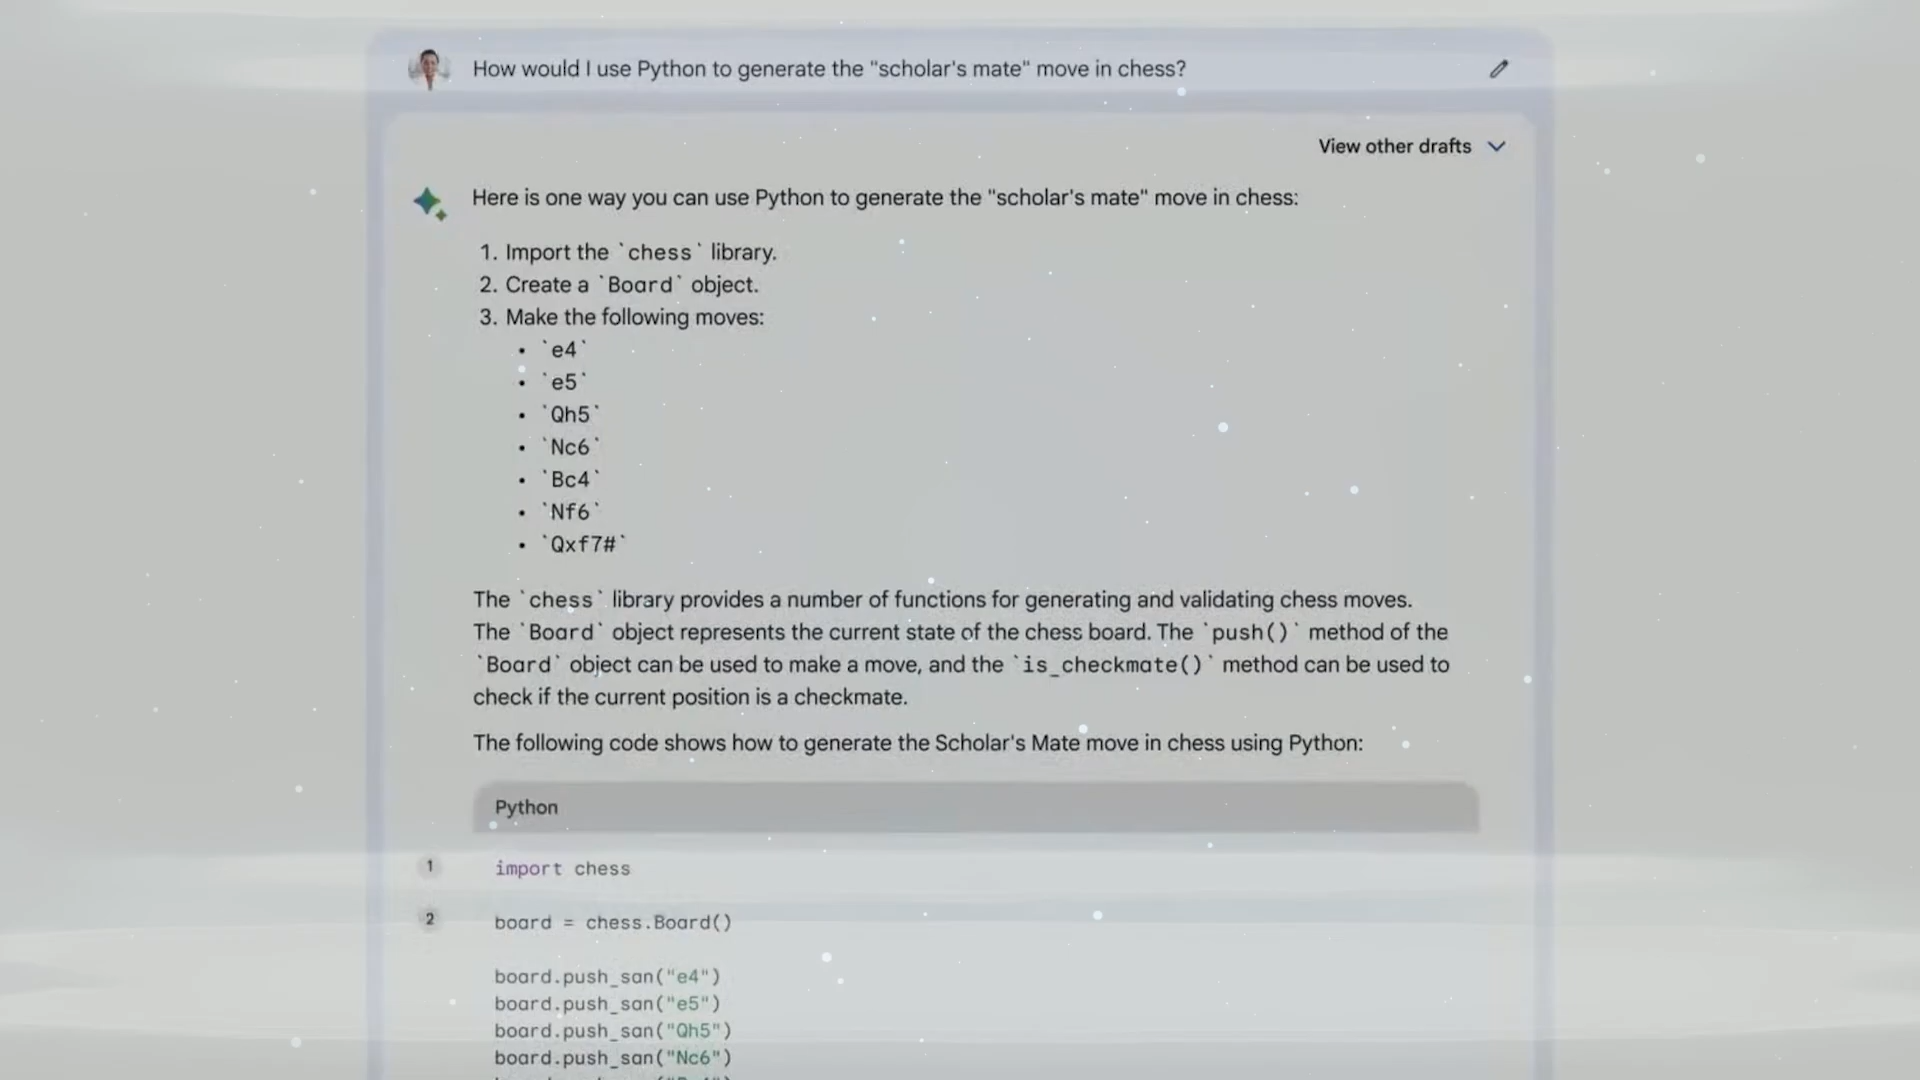 How would I use Python to generate the "scholar's mate" move in chess?
View other drafts
Here is one way you can use Python to generate the "scholar's mate" move in chess:
1. Import the `chess` library.
2. Create a `Board` object.
3. Make the following moves:
• `e4`
• `e5`
• `Qh5`
• `Nc6`
• `Bc4`
• `Nf6`
• `Qxf7#`
The `chess` library provides a number of functions for generating and validating chess moves.
The `Board` object represents the current state of the chess board. The `push()` method of the
`Board` object can be used to make a move, and the `is_checkmate()` method can be used to
check if the current position is a checkmate.
The following code shows how to generate the Scholar's Mate move in chess using Python:
Python
1 import chess
2 board = chess.Board()
board.push_san("e4")
board.push_san("e5")
board.push_san("Qh5")
board.push_san("Nc6")